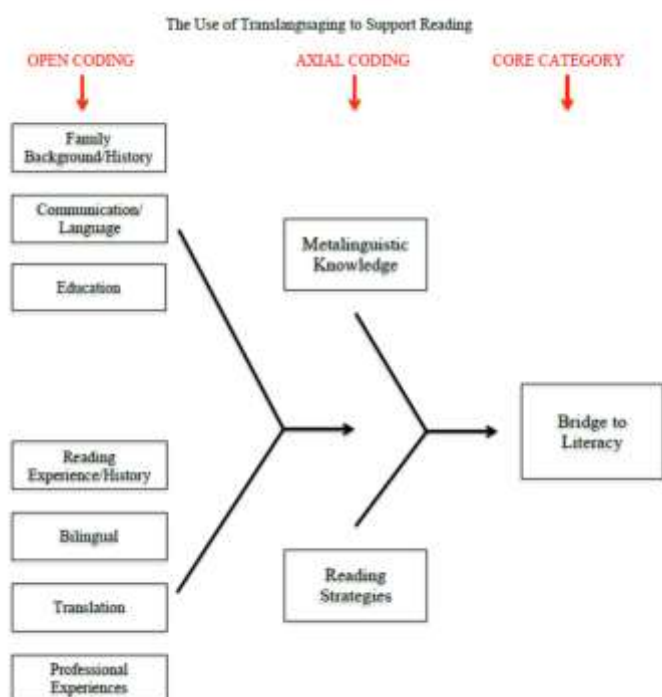 The Use of Translanguaging to Support Reading
OPEN CODING
AXIAL CODING
CORE CATEGORY
Family
Background/History
Communication/
Language
Education
Reading
Experience/History
Bilingual
Translation
Professional
Experiences
Metalinguistic
Knowledge
Reading
Strategies
Bridge to
Literacy